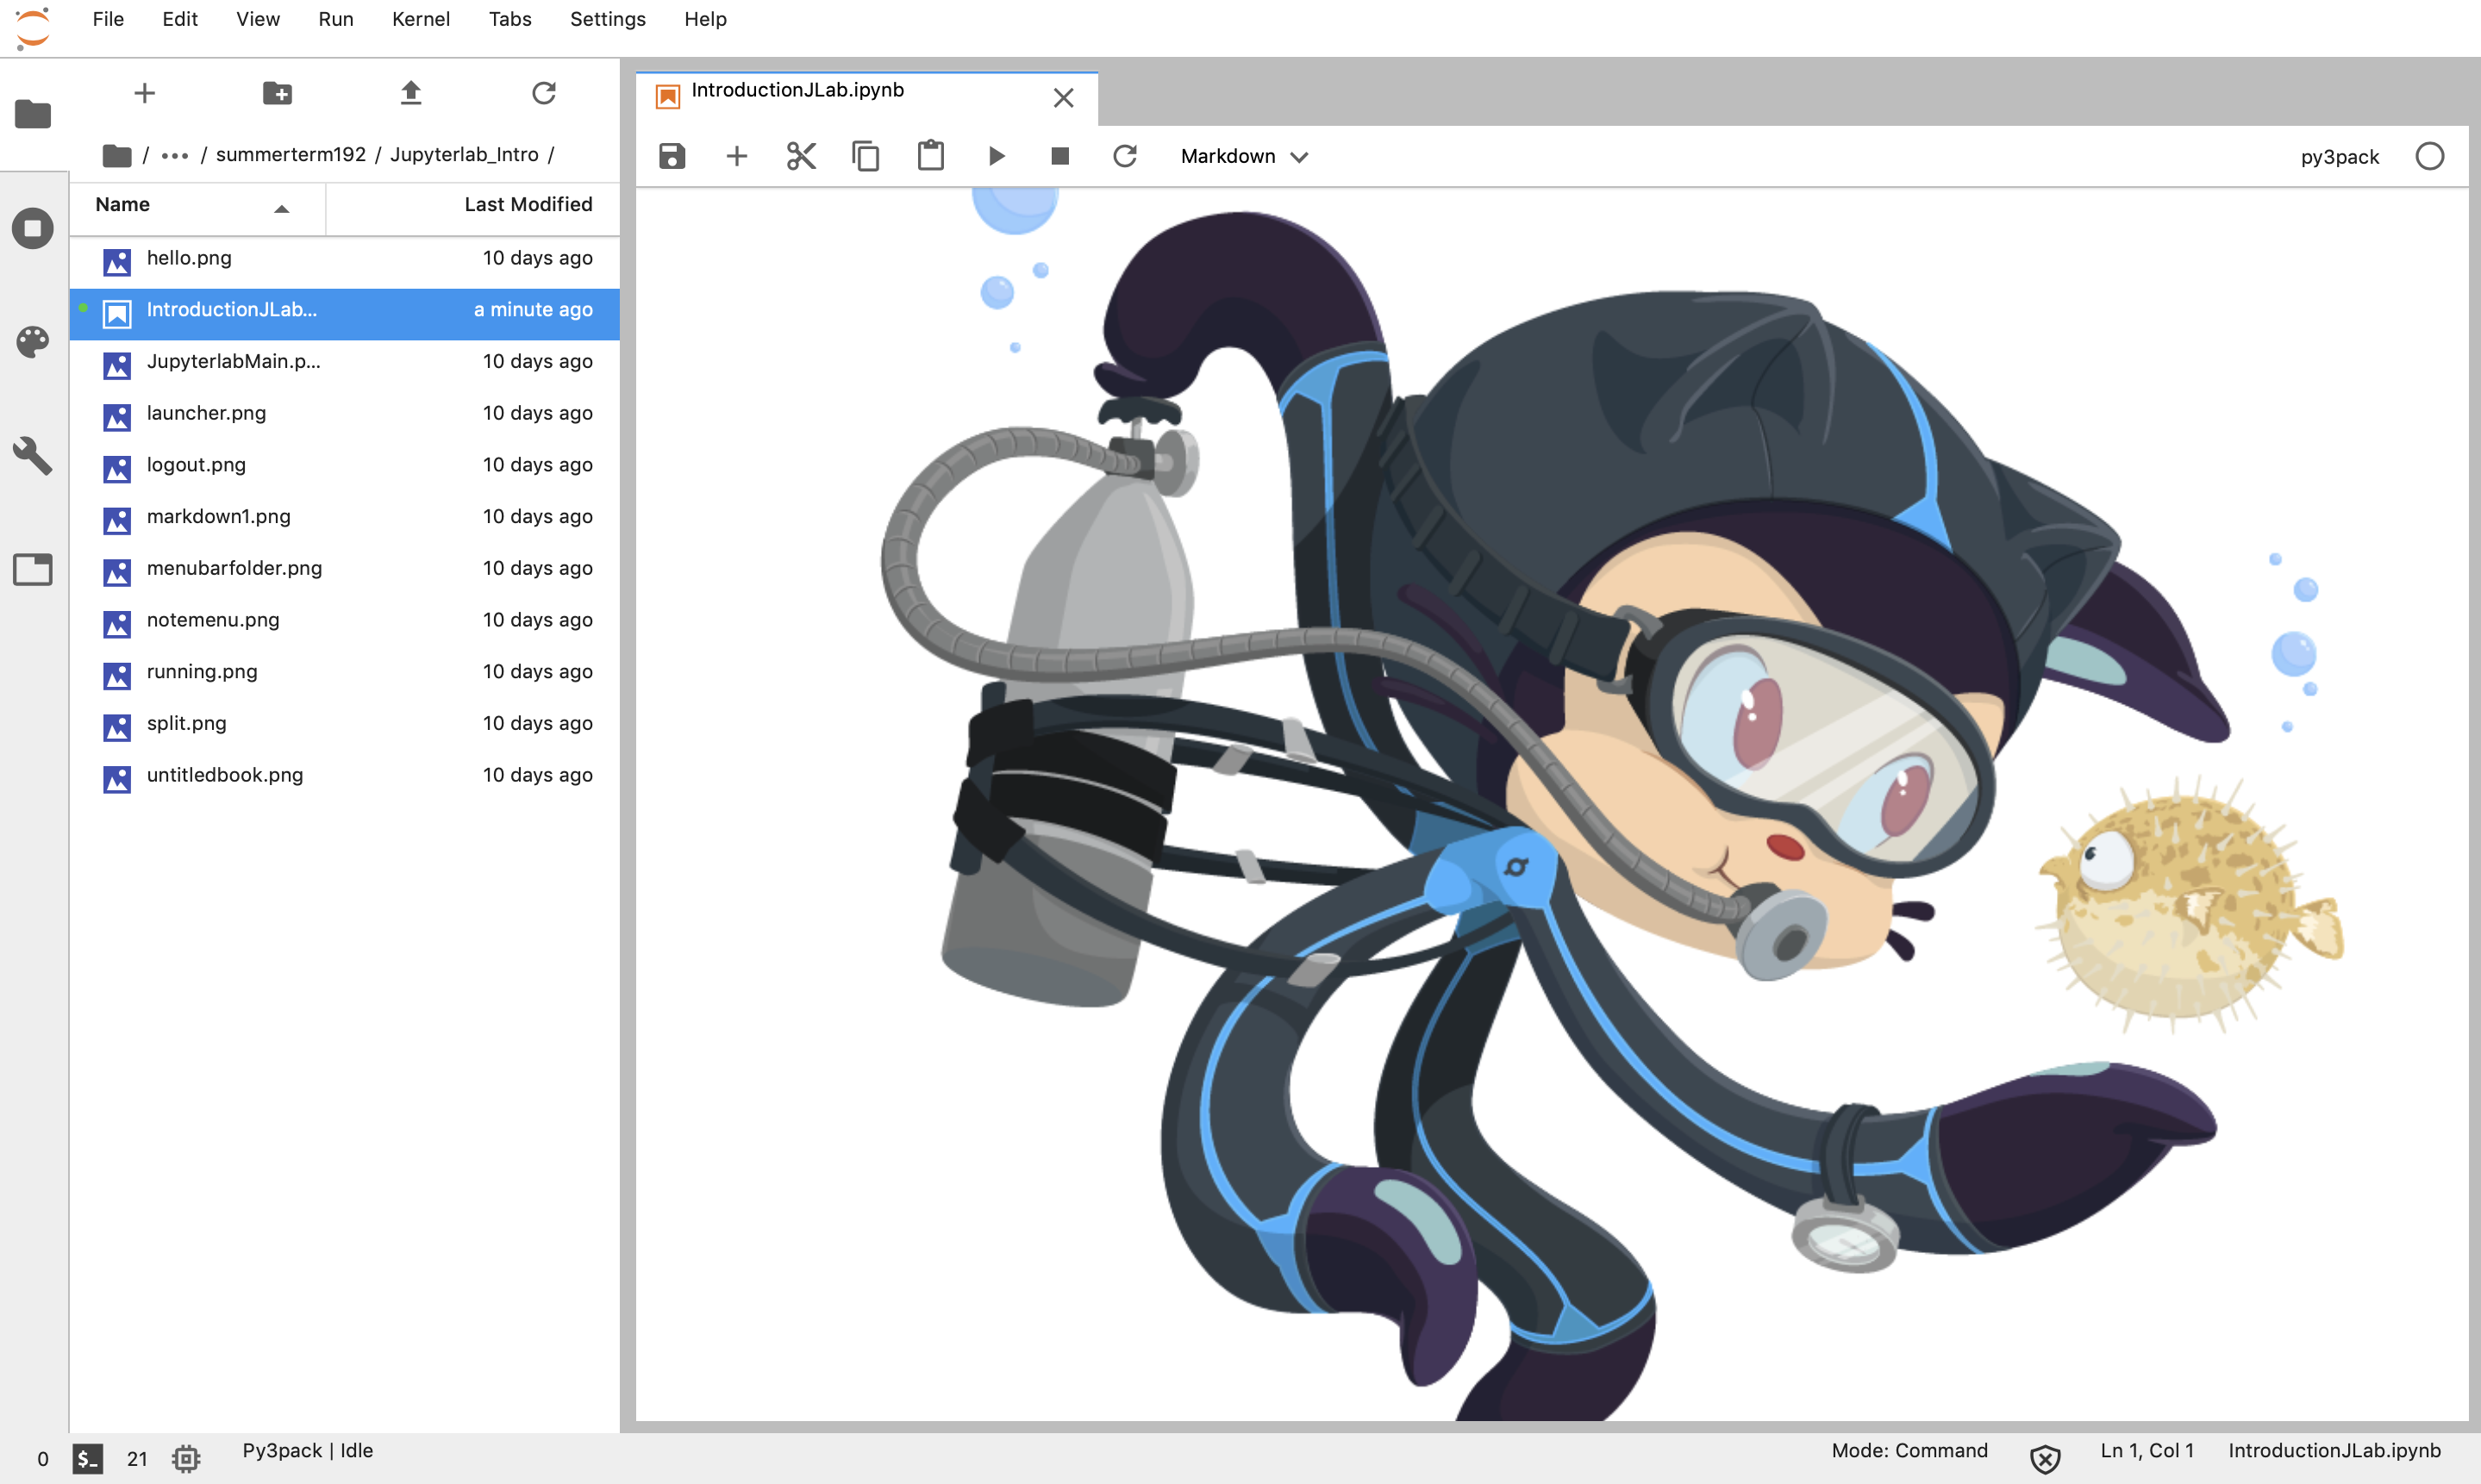 File Edit View Run Kernel Tabs Settings Help
/ ••• / summerterm192 / Jupyterlab_Intro /
Name Last Modified
hello.png 10 days ago
IntroductionJLab... a minute ago
JupyterlabMain.p... 10 days ago
launcher.png 10 days ago
logout.png 10 days ago
markdown1.png 10 days ago
menubarfolder.png 10 days ago
notemenu.png 10 days ago
running.png 10 days ago
split.png 10 days ago
untitledbook.png 10 days ago
IntroductionJLab.ipynb
Markdown py3pack
0 $_ 21 Py3pack | Idle Mode: Command Ln 1, Col 1 IntroductionJLab.ipynb